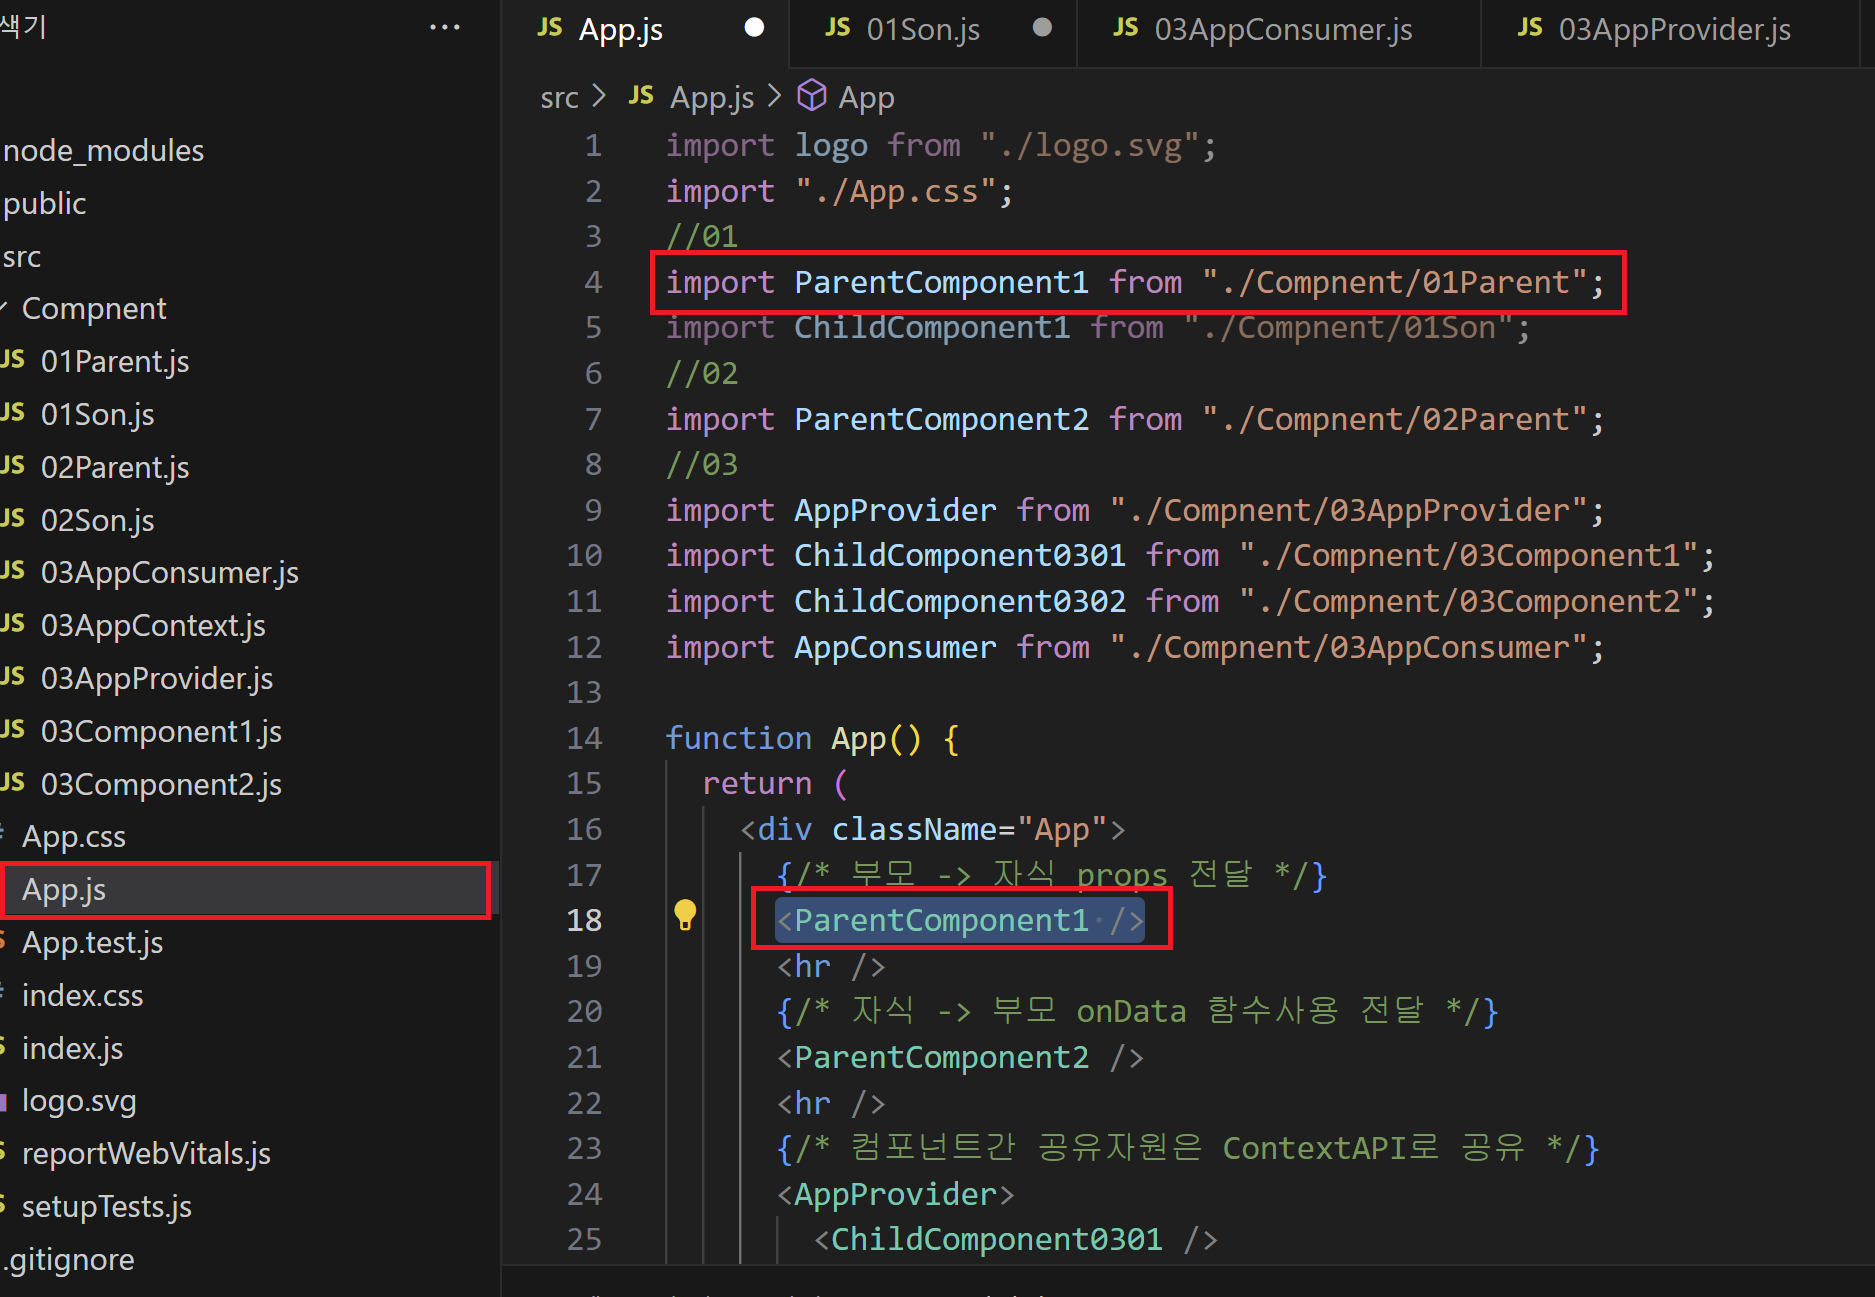 색기 ...
node_modules
public
src
Compnent
JS 01Parent.js
JS 01Son.js
JS 02Parent.js
JS 02Son.js
JS 03AppConsumer.js
JS 03AppContext.js
JS 03AppProvider.js
JS 03Component1.js
JS 03Component2.js
App.css
App.js
App.test.js
index.css
index.js
logo.svg
reportWebVitals.js
setupTests.js
.gitignore
JS App.js JS 01Son.js JS 03AppConsumer.js JS 03AppProvider.js
src > JS App.js > App
1 import logo from "./logo.svg";
2 import "./App.css";
3 //01
4 import ParentComponent1 from "./Compnent/01Parent";
5 import ChildComponent1 from "./Compnent/01Son";
6 //02
7 import ParentComponent2 from "./Compnent/02Parent";
8 //03
9 import AppProvider from "./Compnent/03AppProvider";
10 import ChildComponent0301 from "./Compnent/03Component1";
11 import ChildComponent0302 from "./Compnent/03Component2";
12 import AppConsumer from "./Compnent/03AppConsumer";
13
14 function App() {
15 return (
16 <div className="App">
17 {/* 부모 -> 자식 props 전달 */}
18 <ParentComponent1 />
19 <hr />
20 {/* 자식 -> 부모 onData 함수사용 전달 */}
21 <ParentComponent2 />
22 <hr />
23 {/* 컴포넌트간 공유자원은 ContextAPI로 공유 */}
24 <AppProvider>
25 <ChildComponent0301 />